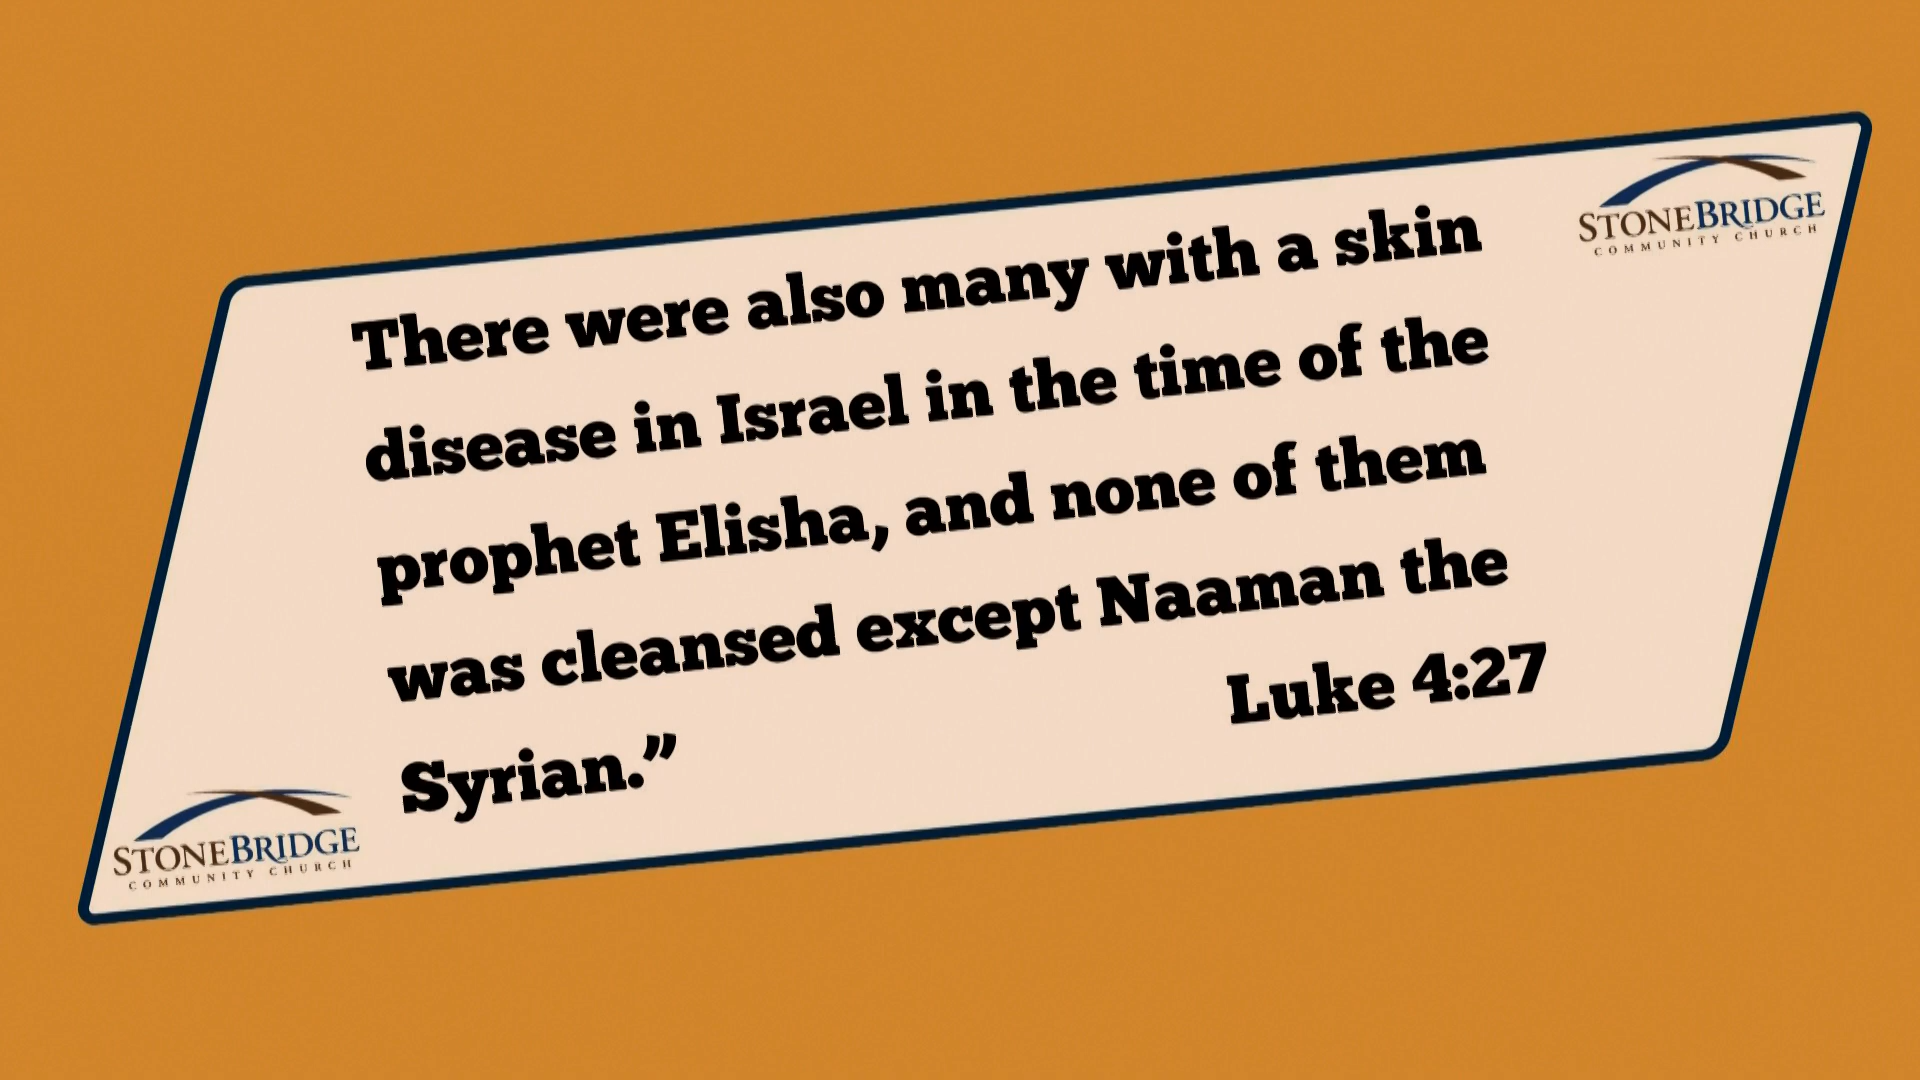 STONEBRIDGE
COMMUNITY CHURCH
There were also many with a skin
disease in Israel in the time of the
prophet Elisha, and none of them
was cleansed except Naaman the
Syrian.”
Luke 4:27
STONEBRIDGE
COMMUNITY CHURCH